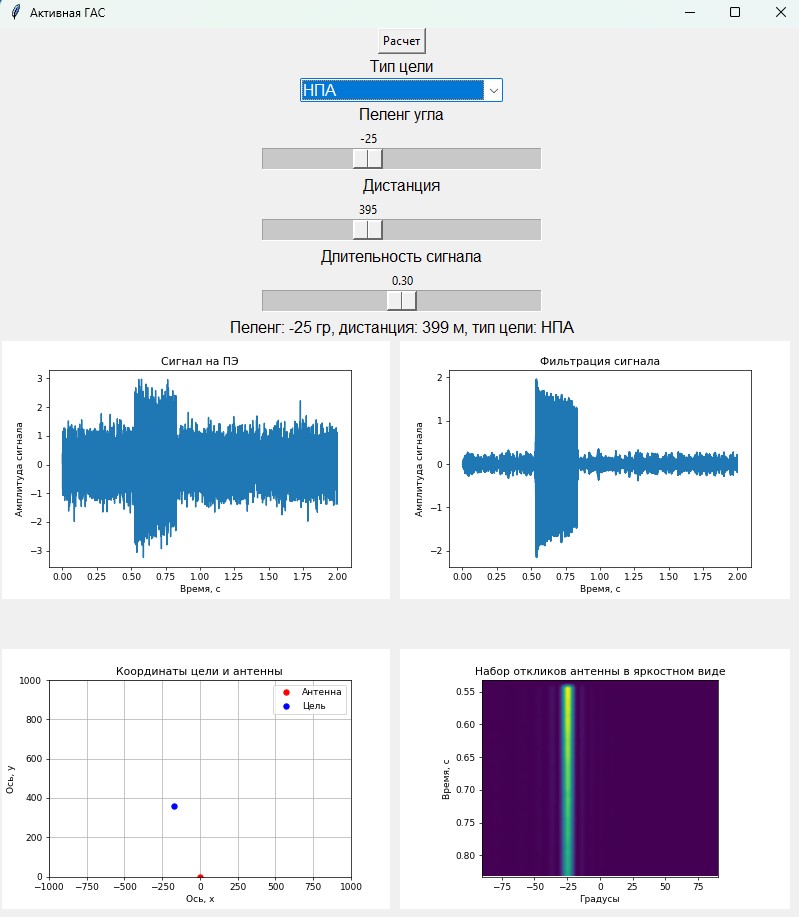 Активная ГАС
Расчет
Тип цели
НПА
Пеленг угла
-25
Дистанция
395
Длительность сигнала
0.30
Пеленг: -25 гр, дистанция: 399 м, тип цели: НПА
Сигнал на ПЭ
Амплитуда сигнала
3
2
1
0
−1
−2
−3
0.00 0.25 0.50 0.75 1.00 1.25 1.50 1.75 2.00
Время, с
Фильтрация сигнала
Амплитуда сигнала
2
1
0
−1
−2
0.00 0.25 0.50 0.75 1.00 1.25 1.50 1.75 2.00
Время, с
Координаты цели и антенны
Антенна
Цель
Ось, y
1000
800
600
400
200
0
−1000 −750 −500 −250 0 250 500 750 1000
Ось, x
Набор откликов антенны в яркостном виде
Время, с
0.55
0.60
0.65
0.70
0.75
0.80
−75 −50 −25 0 25 50 75
Градусы